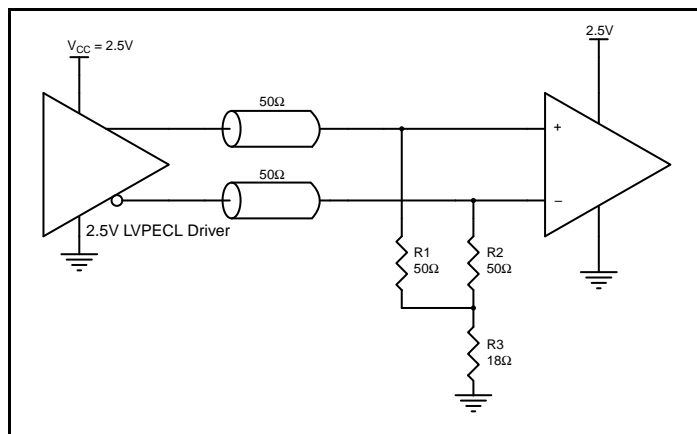 V_CC = 2.5V
2.5V
50Ω
50Ω
+
–
2.5V LVPECL Driver
R1
50Ω
R2
50Ω
R3
18Ω